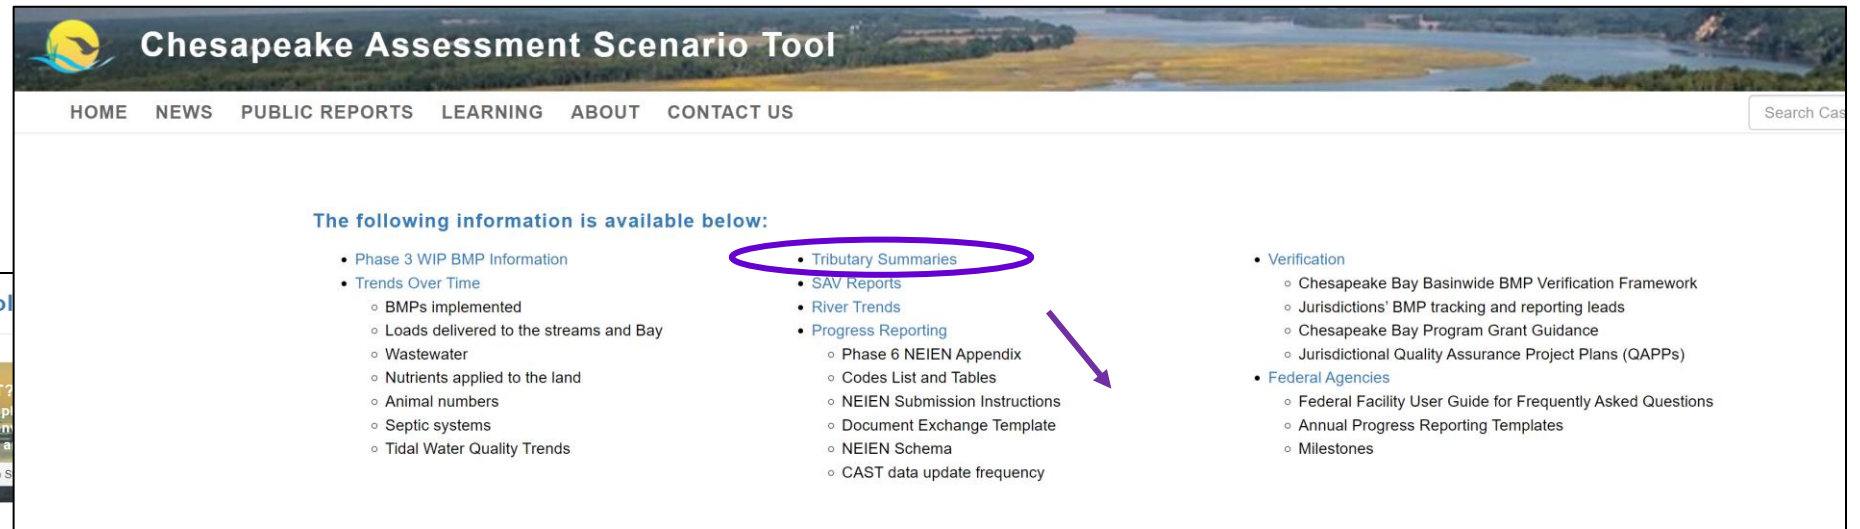 Chesapeake Assessment Scenario Tool
HOME NEWS PUBLIC REPORTS LEARNING ABOUT CONTACT US
Search Cas
The following information is available below:
• Phase 3 WIP BMP Information
• Trends Over Time
◦ BMPs implemented
◦ Loads delivered to the streams and Bay
◦ Wastewater
◦ Nutrients applied to the land
◦ Animal numbers
◦ Septic systems
◦ Tidal Water Quality Trends
• Tributary Summaries
• SAV Reports
• River Trends
• Progress Reporting
◦ Phase 6 NEIEN Appendix
◦ Codes List and Tables
◦ NEIEN Submission Instructions
◦ Document Exchange Template
◦ NEIEN Schema
◦ CAST data update frequency
• Verification
◦ Chesapeake Bay Basinwide BMP Verification Framework
◦ Jurisdictions' BMP tracking and reporting leads
◦ Chesapeake Bay Program Grant Guidance
◦ Jurisdictional Quality Assurance Project Plans (QAPPs)
• Federal Agencies
◦ Federal Facility User Guide for Frequently Asked Questions
◦ Annual Progress Reporting Templates
◦ Milestones